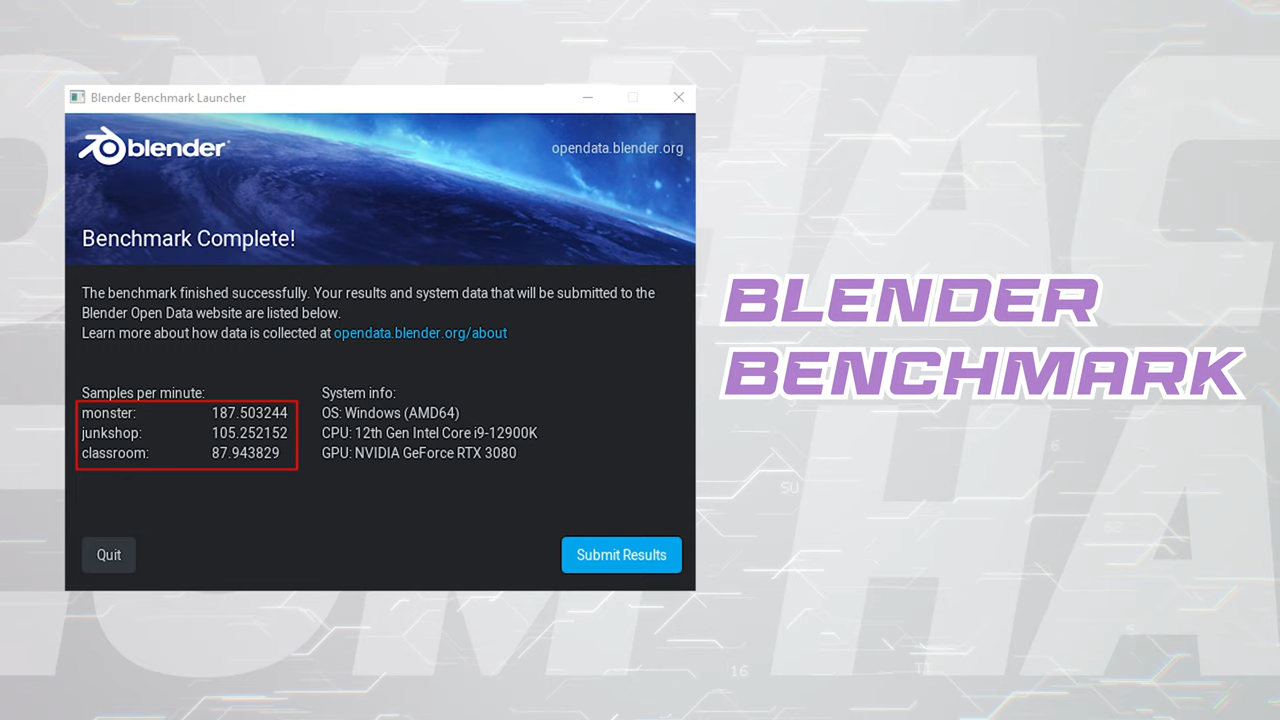 Blender Benchmark Launcher
blender
opendata.blender.org
Benchmark Complete!
The benchmark finished successfully. Your results and system data that will be submitted to the
Blender Open Data website are listed below.
Learn more about how data is collected at opendata.blender.org/about
Samples per minute:
monster: 187.503244
junkshop: 105.252152
classroom: 87.943829
System info:
OS: Windows (AMD64)
CPU: 12th Gen Intel Core i9-12900K
GPU: NVIDIA GeForce RTX 3080
Quit
Submit Results
BLENDER
BENCHMARK
SU
16